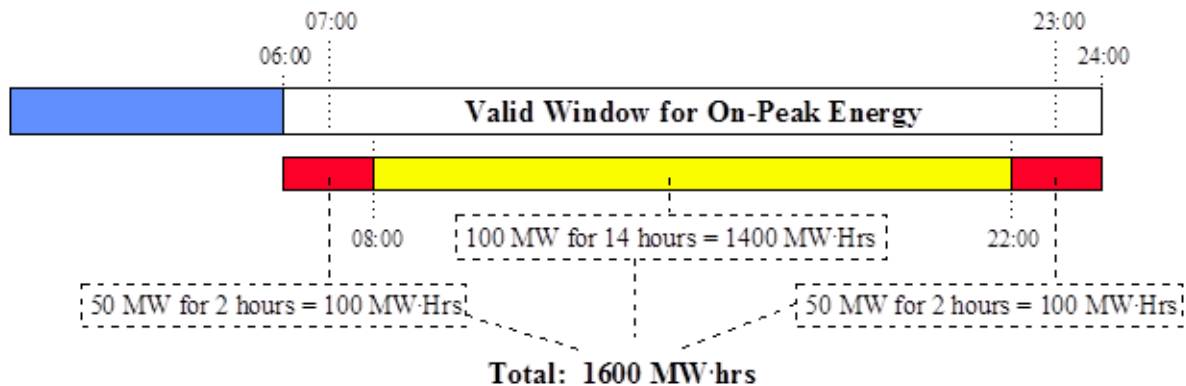 07:00
23:00
06:00
24:00
Valid Window for On-Peak Energy
08:00
100 MW for 14 hours = 1400 MW·Hrs
22:00
50 MW for 2 hours = 100 MW·Hrs
50 MW for 2 hours = 100 MW·Hrs
Total: 1600 MW·hrs